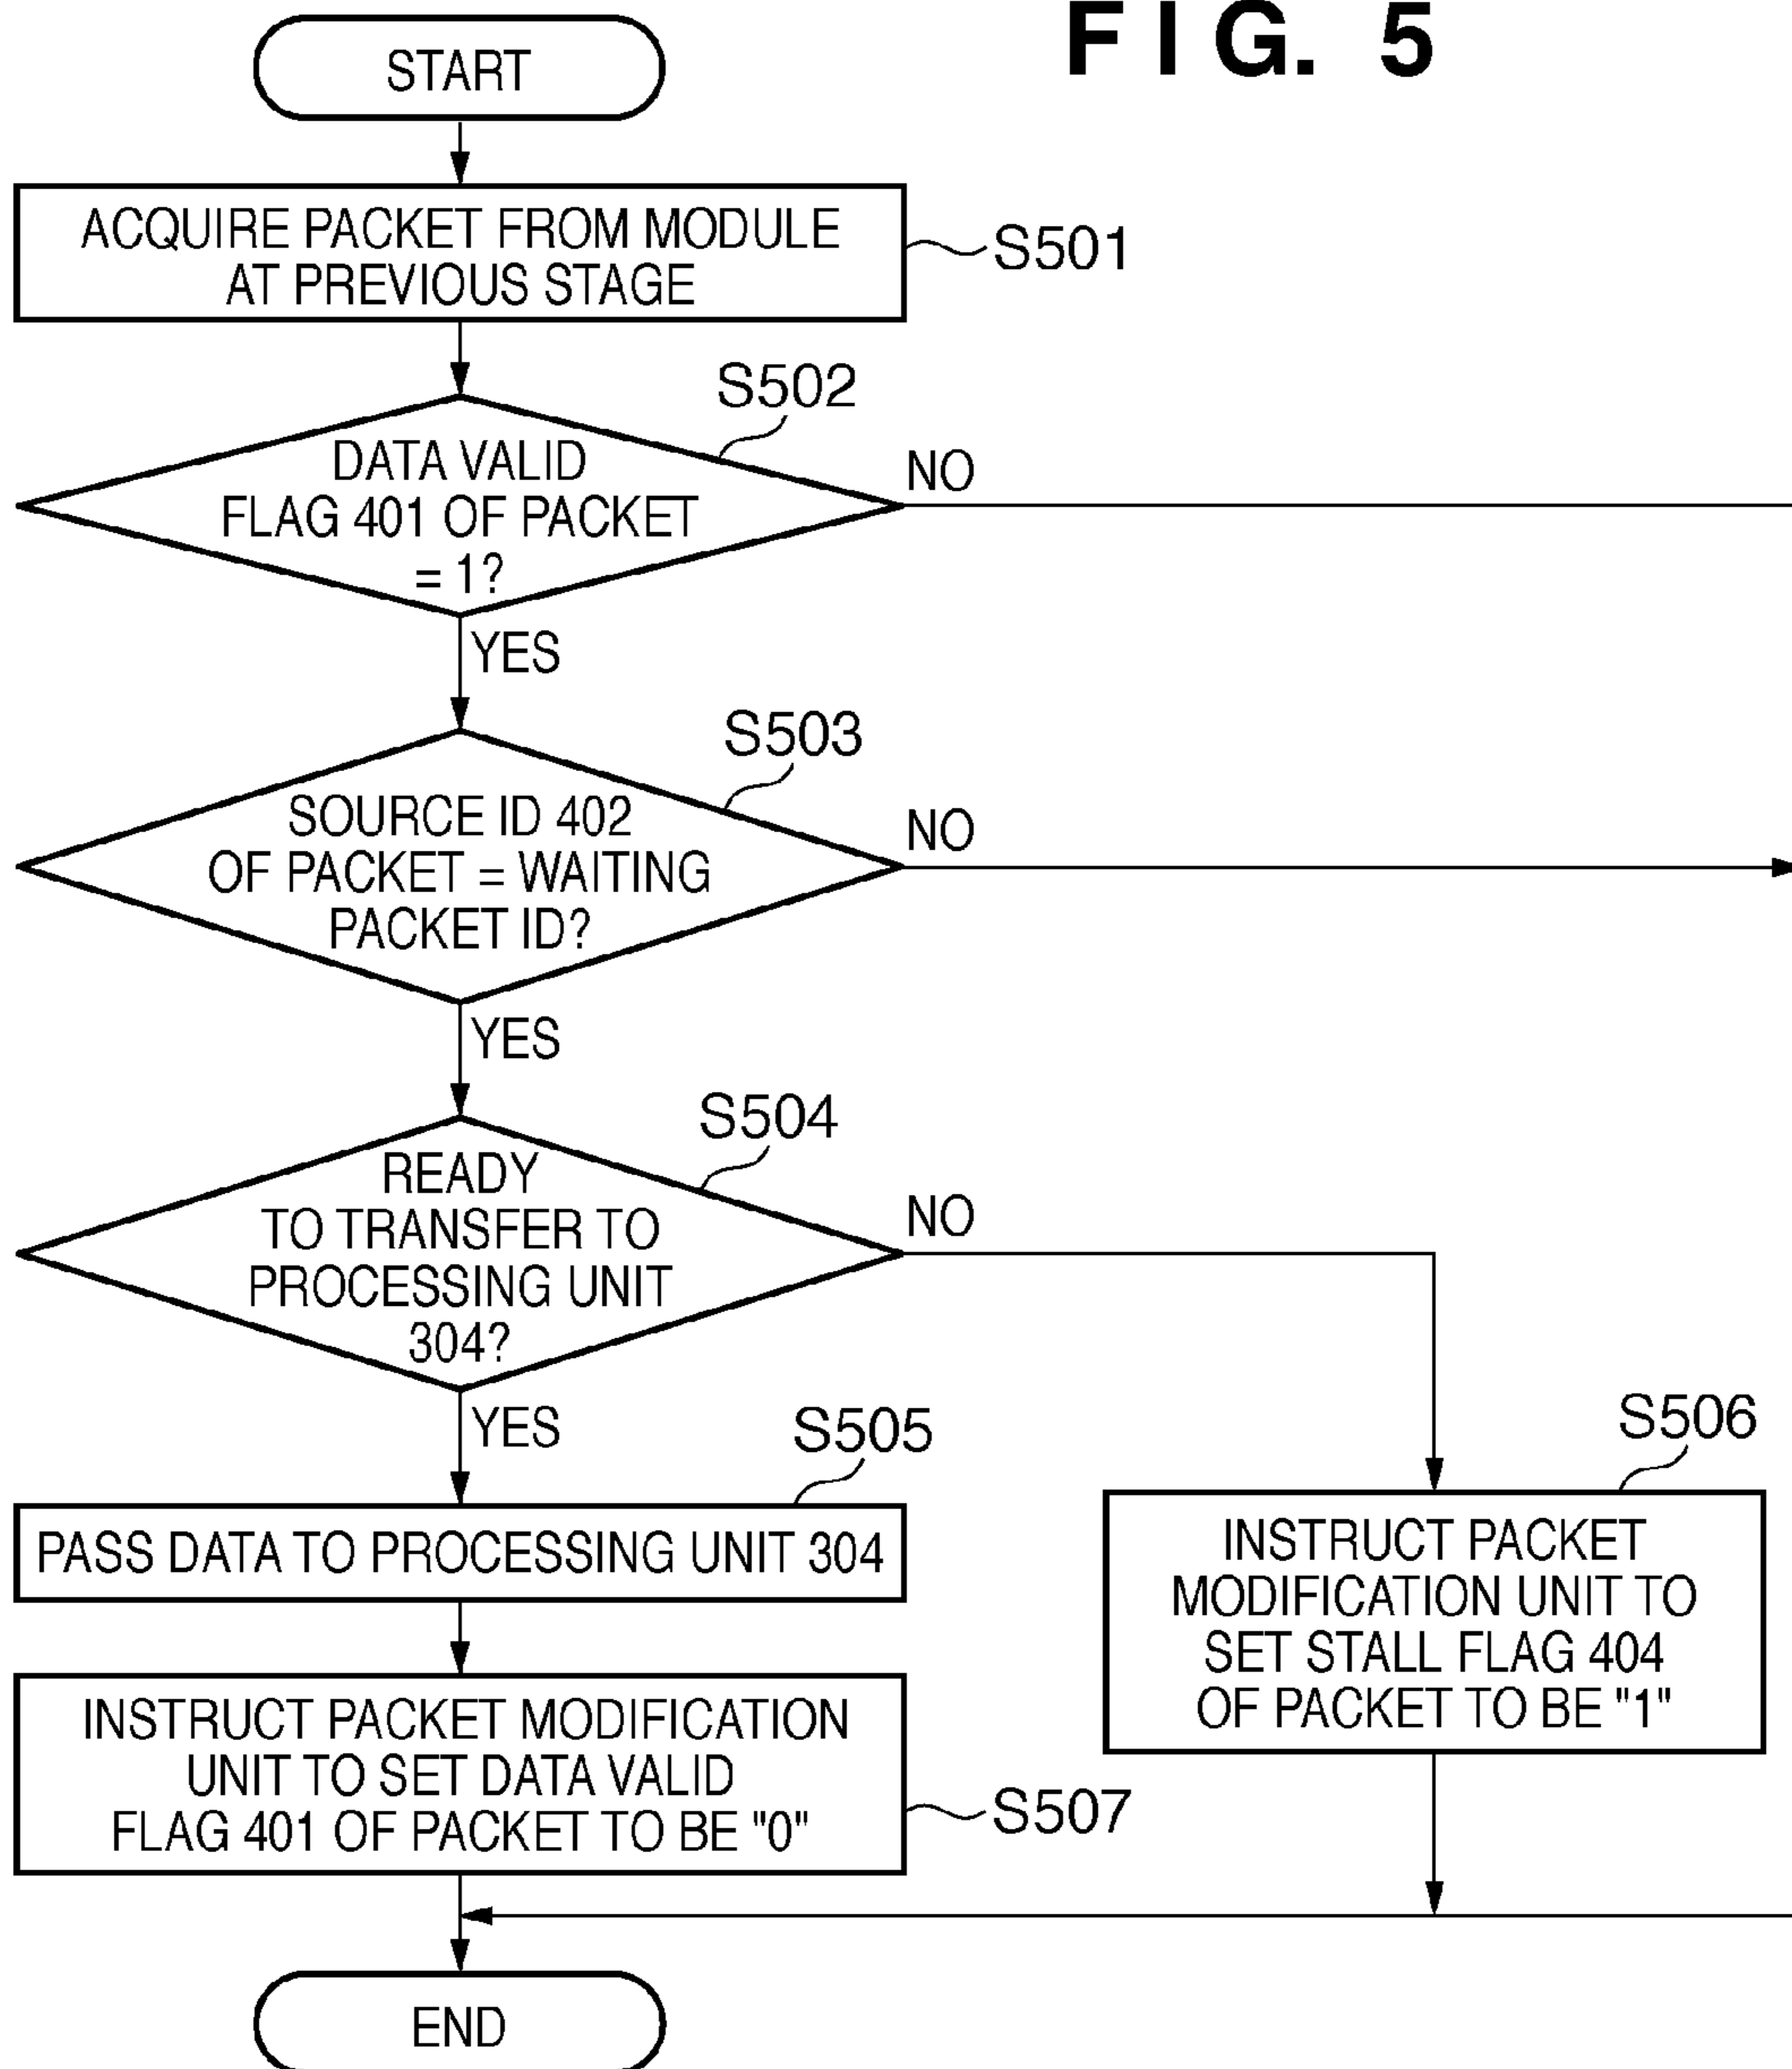 FIG. 5
START
ACQUIRE PACKET FROM MODULE
AT PREVIOUS STAGE
S501
S502
DATA VALID
FLAG 401 OF PACKET
= 1?
NO
YES
S503
SOURCE ID 402
OF PACKET = WAITING
PACKET ID?
NO
YES
S504
READY
TO TRANSFER TO
PROCESSING UNIT
304?
NO
YES
S505
PASS DATA TO PROCESSING UNIT 304
S506
INSTRUCT PACKET
MODIFICATION UNIT TO
SET STALL FLAG 404
OF PACKET TO BE "1"
INSTRUCT PACKET MODIFICATION
UNIT TO SET DATA VALID
FLAG 401 OF PACKET TO BE "0"
S507
END